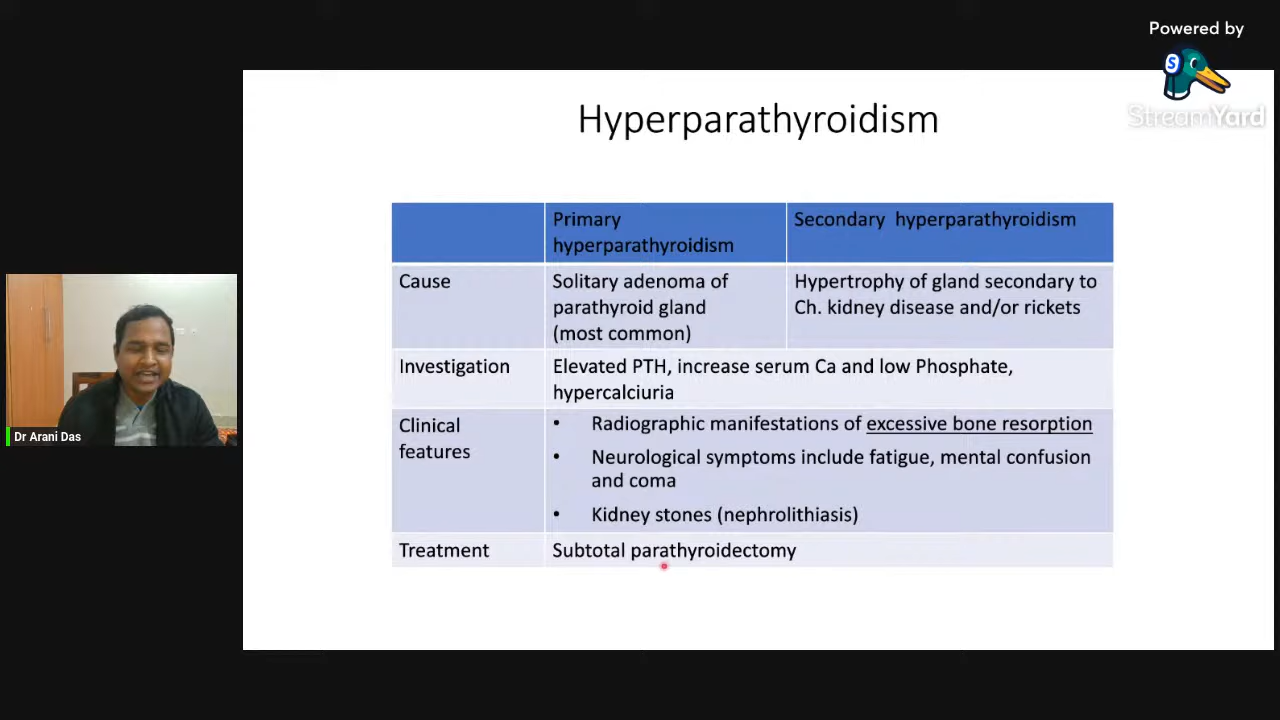 Powered by
S
StreamYard
Hyperparathyroidism
Primary
hyperparathyroidism
Secondary hyperparathyroidism
Cause
Solitary adenoma of
parathyroid gland
(most common)
Hypertrophy of gland secondary to
Ch. kidney disease and/or rickets
Investigation
Elevated PTH, increase serum Ca and low Phosphate,
hypercalciuria
Clinical
features
• Radiographic manifestations of excessive bone resorption
• Neurological symptoms include fatigue, mental confusion
and coma
• Kidney stones (nephrolithiasis)
Treatment
Subtotal parathyroidectomy
Dr Arani Das